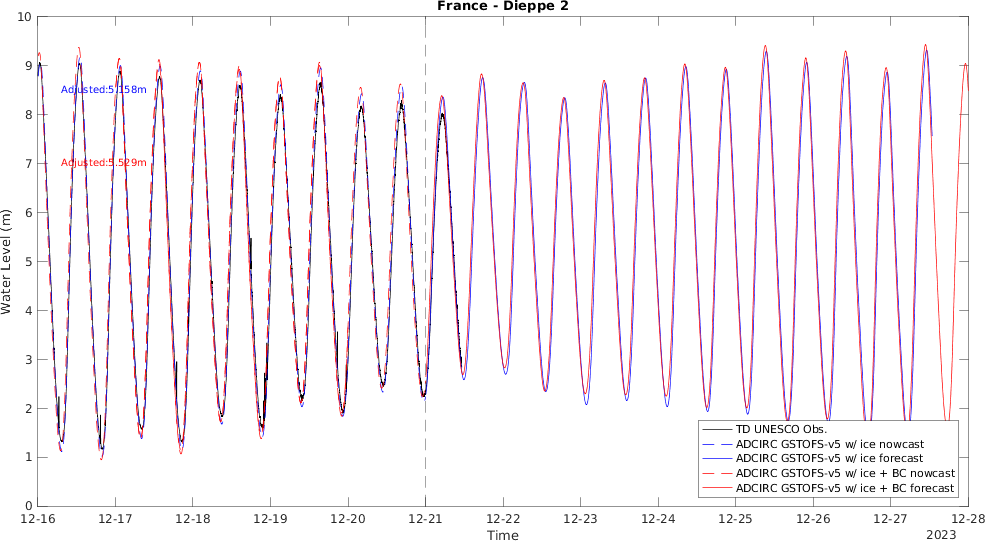 France - Dieppe 2
10
9
8
7
6
5
4
3
2
1
0
Water Level (m)
Adjusted:5.158m
Adjusted:5.529m
TD UNESCO Obs.
ADCIRC GSTOFS-v5 w/ ice nowcast
ADCIRC GSTOFS-v5 w/ ice forecast
ADCIRC GSTOFS-v5 w/ ice + BC nowcast
ADCIRC GSTOFS-v5 w/ ice + BC forecast
12-16 12-17 12-18 12-19 12-20 12-21 12-22 12-23 12-24 12-25 12-26 12-27 12-28
Time
2023